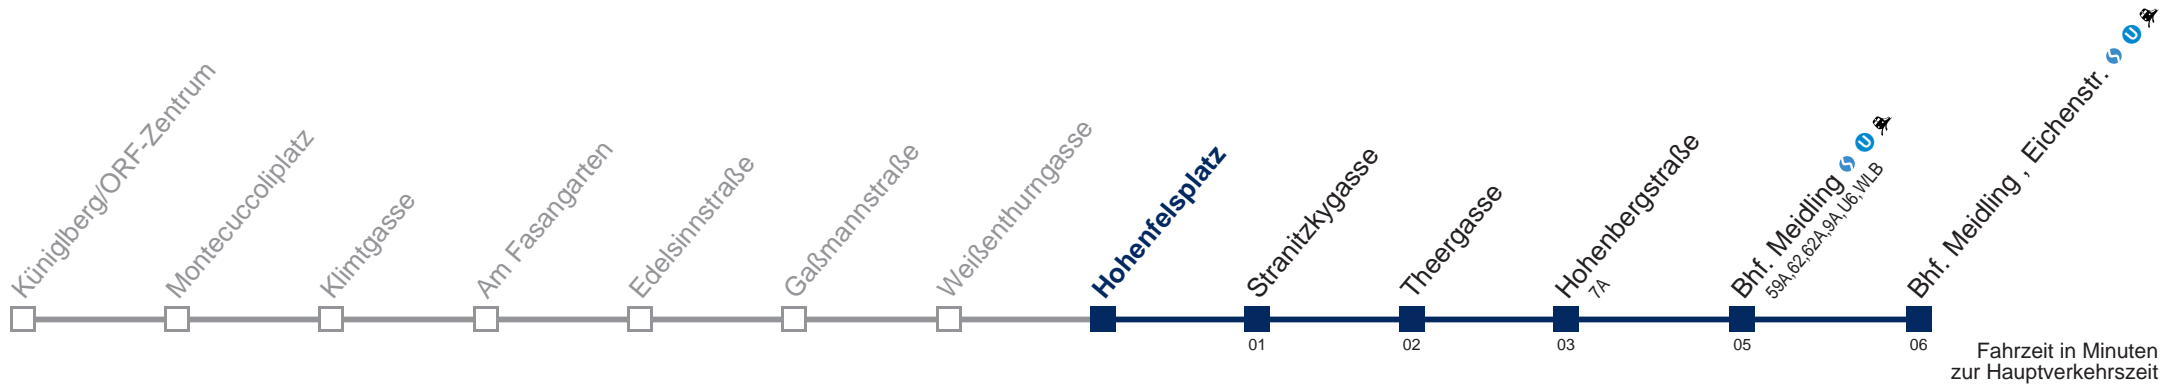 Küniglberg/ORF-Zentrum
Montecuccoliplatz
Klimtgasse
Am Fasangarten
Edelsinnstraße
Gaßmannstraße
Weißenthurngasse
Hohenfelsplatz
Stranitzkygasse
Theergasse
Hohenbergstraße
7A
Bhf. Meidling S U
59A,62,62A,9A,U6,WLB
Bhf. Meidling , Eichenstr. S U
01
02
03
05
06
Fahrzeit in Minuten
zur Hauptverkehrszeit